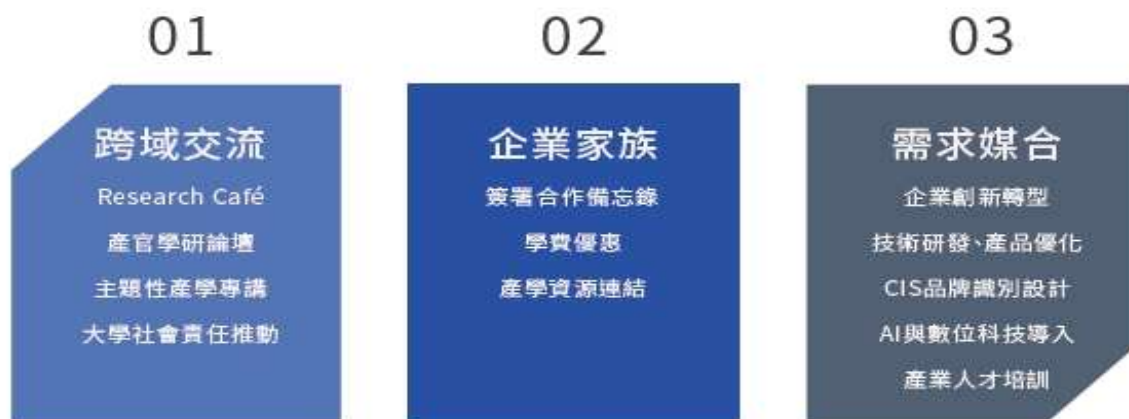 01
跨域交流
Research Café
產官學研論壇
主題性產學專講
大學社會責任推動
02
企業家族
簽署合作備忘錄
學費優惠
產學資源連結
03
需求媒合
企業創新轉型
技術研發、產品優化
CIS品牌識別設計
AI與數位科技導入
產業人才培訓